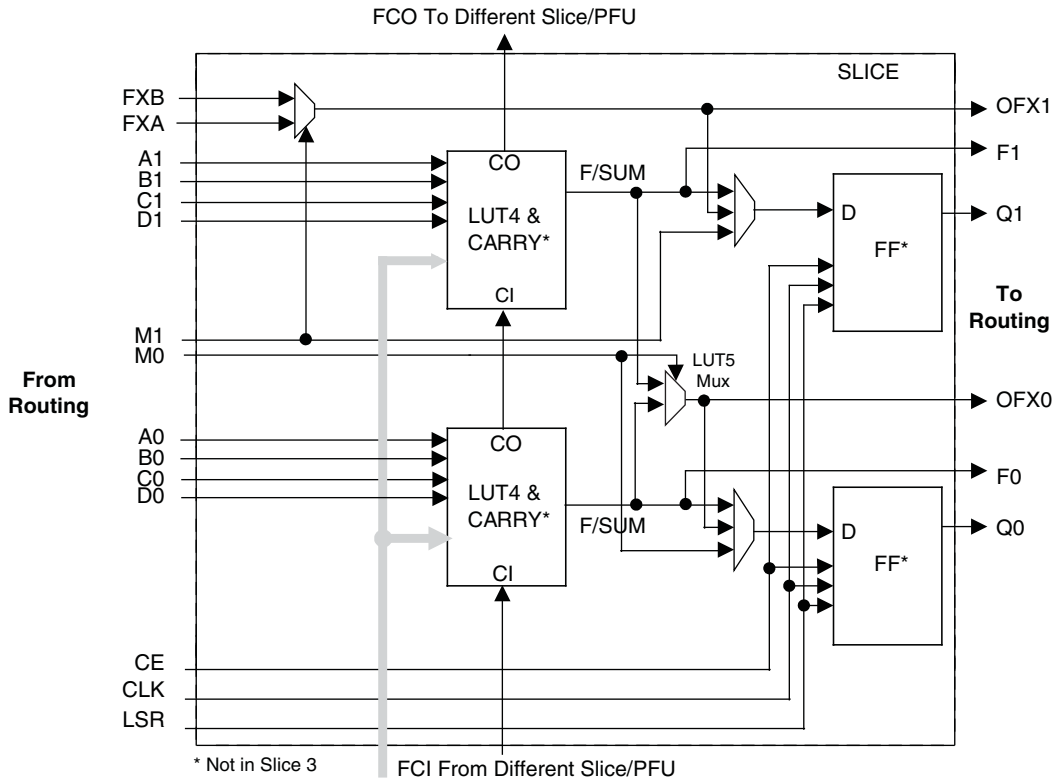 FCO To Different Slice/PFU
SLICE
FXB
FXA
OFX1
A1
B1
C1
D1
CO
F/SUM
F1
LUT4 &
CARRY*
D
FF*
Q1
CI
To
Routing
M1
M0
LUT5
Mux
From
Routing
OFX0
A0
B0
C0
D0
CO
F0
LUT4 &
CARRY*
F/SUM
D
FF*
Q0
CI
CE
CLK
LSR
* Not in Slice 3
FCI From Different Slice/PFU